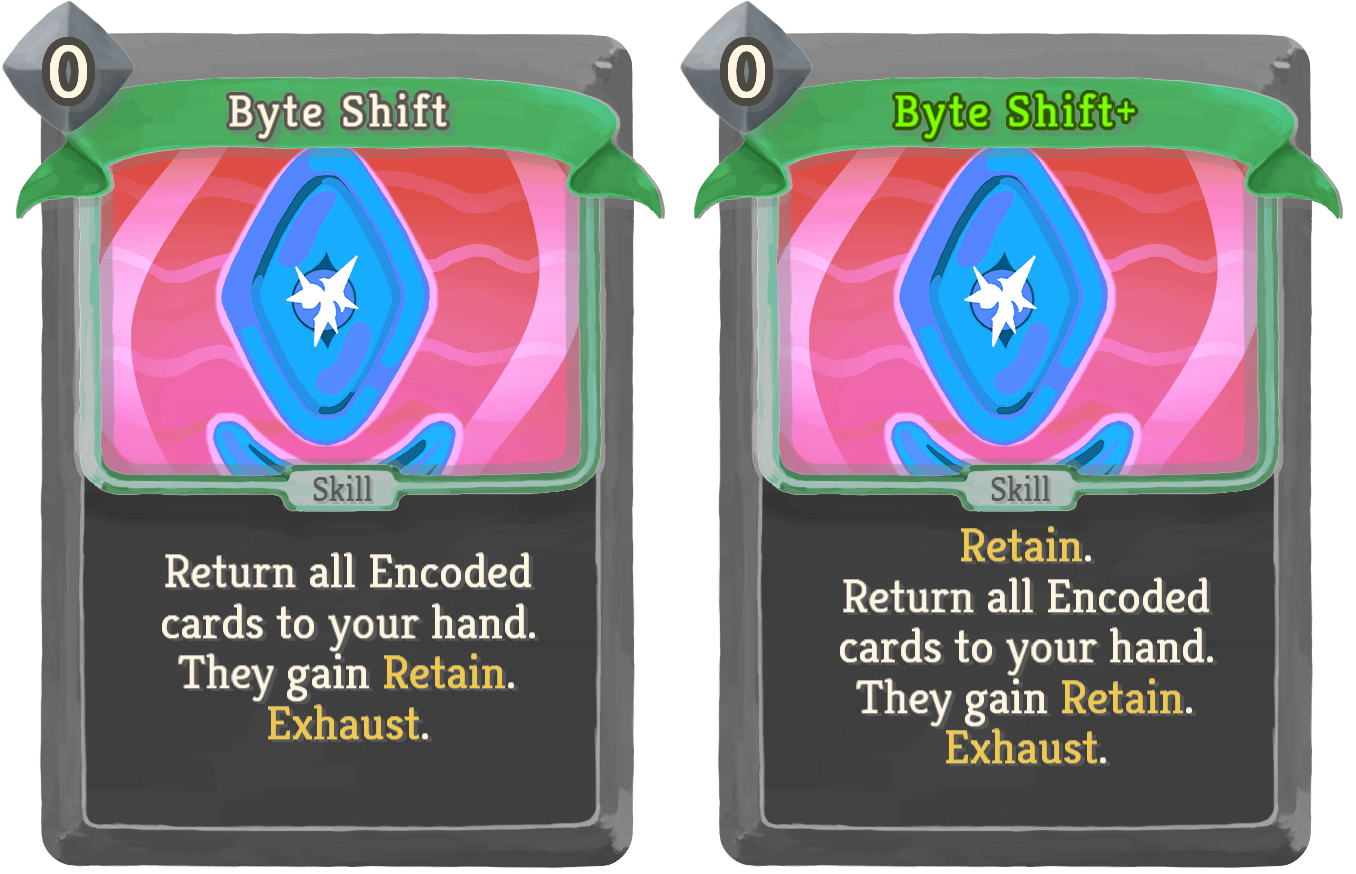 0
Byte Shift
Skill
Return all Encoded
cards to your hand.
They gain Retain.
Exhaust.
0
Byte Shift+
Skill
Retain.
Return all Encoded
cards to your hand.
They gain Retain.
Exhaust.